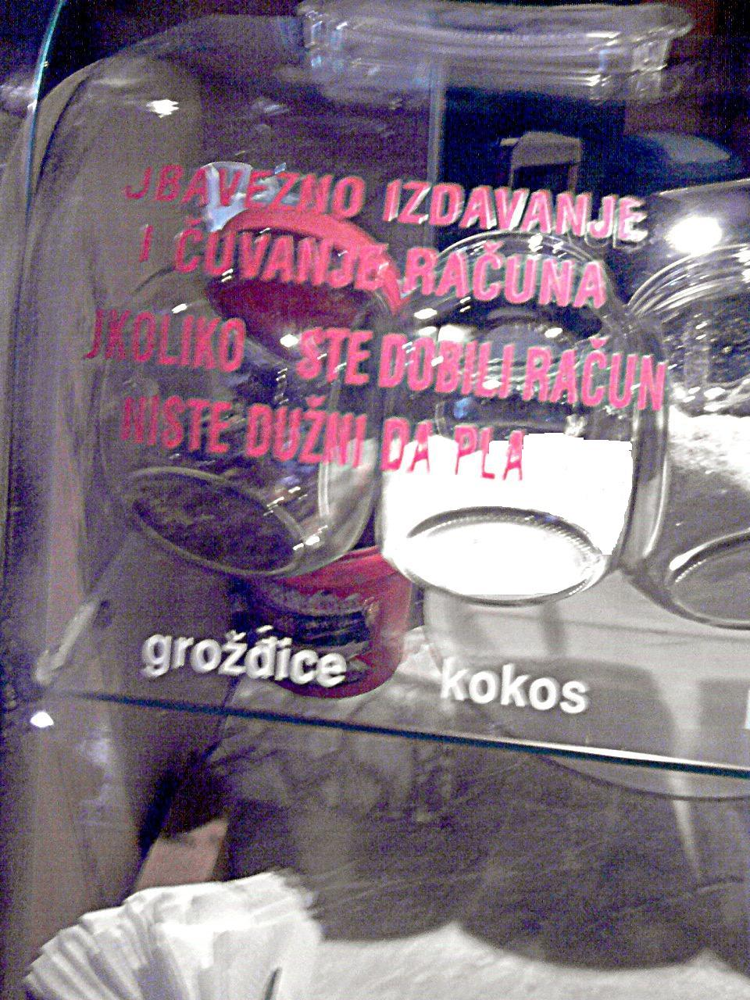 JBAVEZNO IZDAVANJE
I ČUVANJE RAČUNA
JKOLIKO STE DOBILI RAČUN
NISTE DUŽNI DA PLA
grožđice
kokos